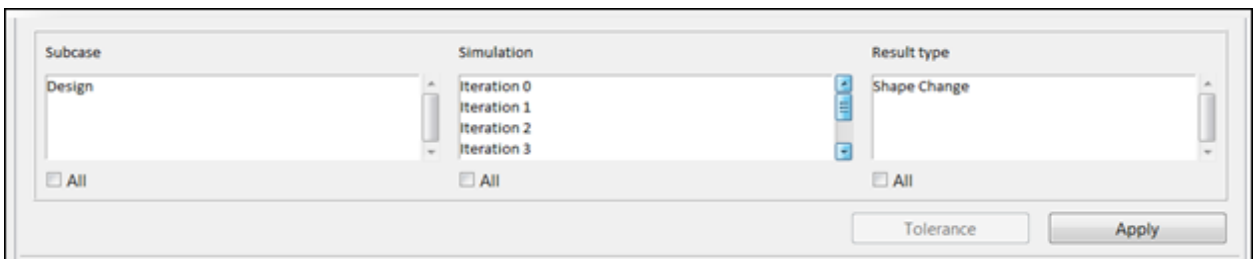 Subcase
Simulation
Result type
Design
Iteration 0
Iteration 1
Iteration 2
Iteration 3
Shape Change
All
All
All
Tolerance
Apply